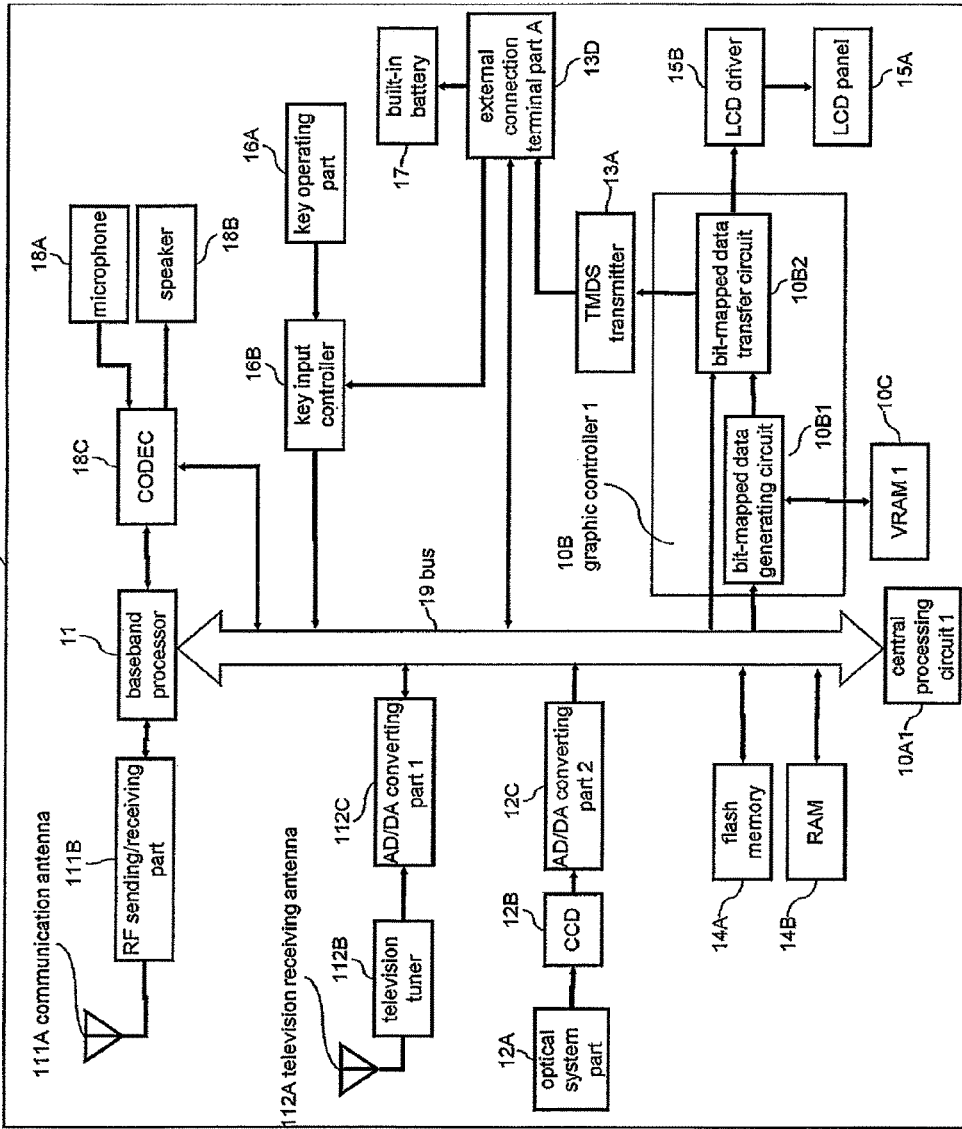 111A communication antenna
111B
RF sending/receiving
part
11
baseband
processor
18C
CODEC
18A
microphone
18B
speaker
112A television receiving antenna
112B
television
tuner
112C
AD/DA converting
part 1
19 bus
16B
key input
controller
16A
key operating
part
17
built-in
battery
external
connection
terminal part A
13D
12A
optical
system
part
12B
CCD
12C
AD/DA converting
part 2
10B
graphic controller 1
TMDS
transmitter
13A
14A
flash
memory
14B
RAM
bit-mapped data
generating circuit
10B1
bit-mapped data
transfer circuit
10B2
15B
LCD driver
LCD panel
15A
VRAM 1
10C
central
processing
circuit 1
10A1